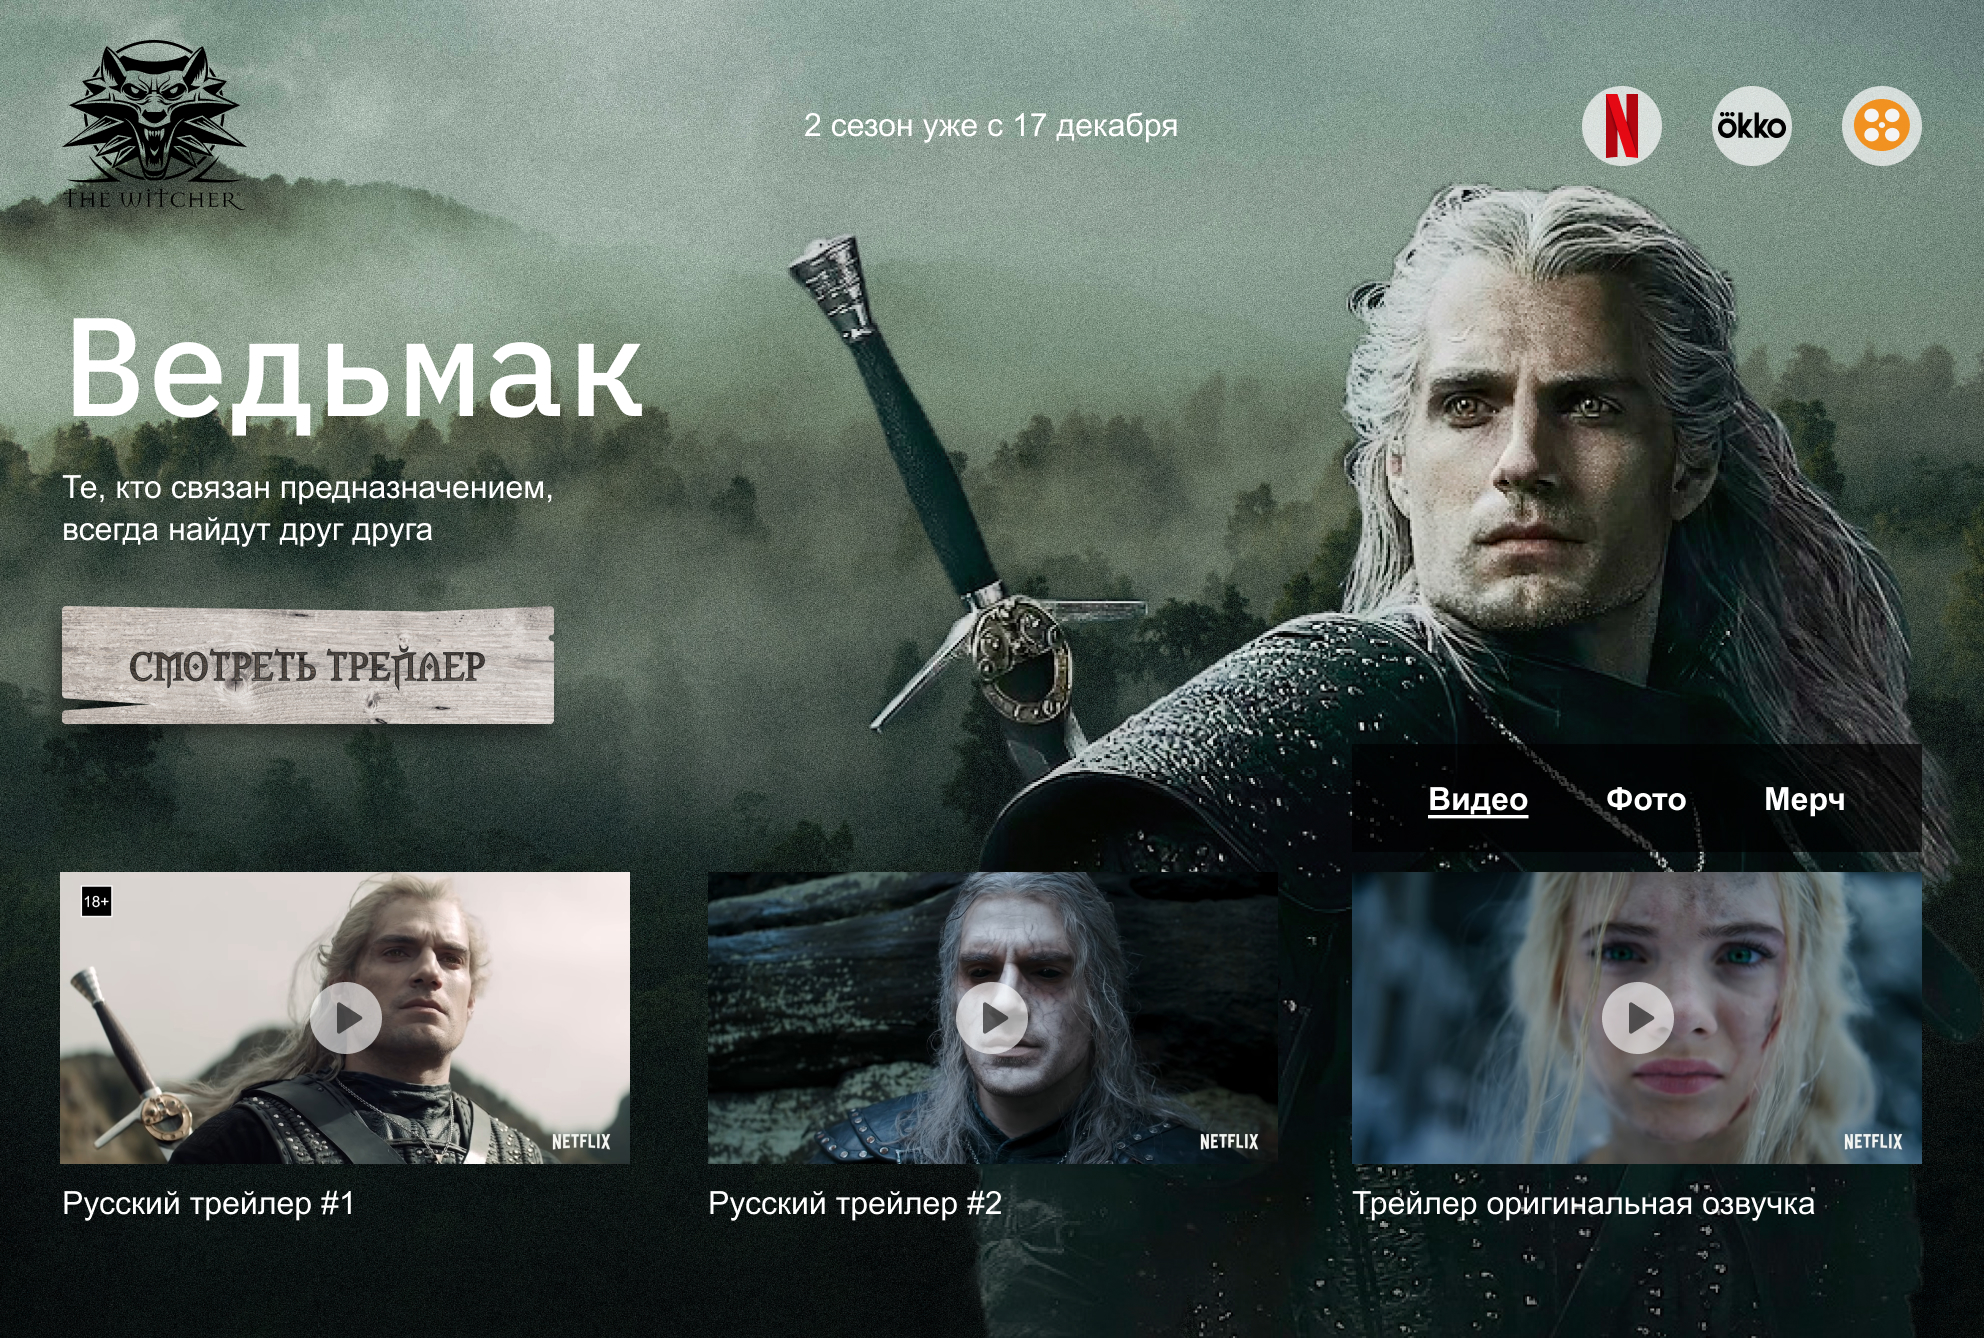 THE WITCHER
2 сезон уже с 17 декабря
N
ökko
Ведьмак
Те, кто связан предназначением,
всегда найдут друг друга
СМОТРЕТЬ ТРЕЙЛЕР
Видео
Фото
Мерч
18+
NETFLIX
NETFLIX
NETFLIX
Русский трейлер #1
Русский трейлер #2
Трейлер оригинальная озвучка